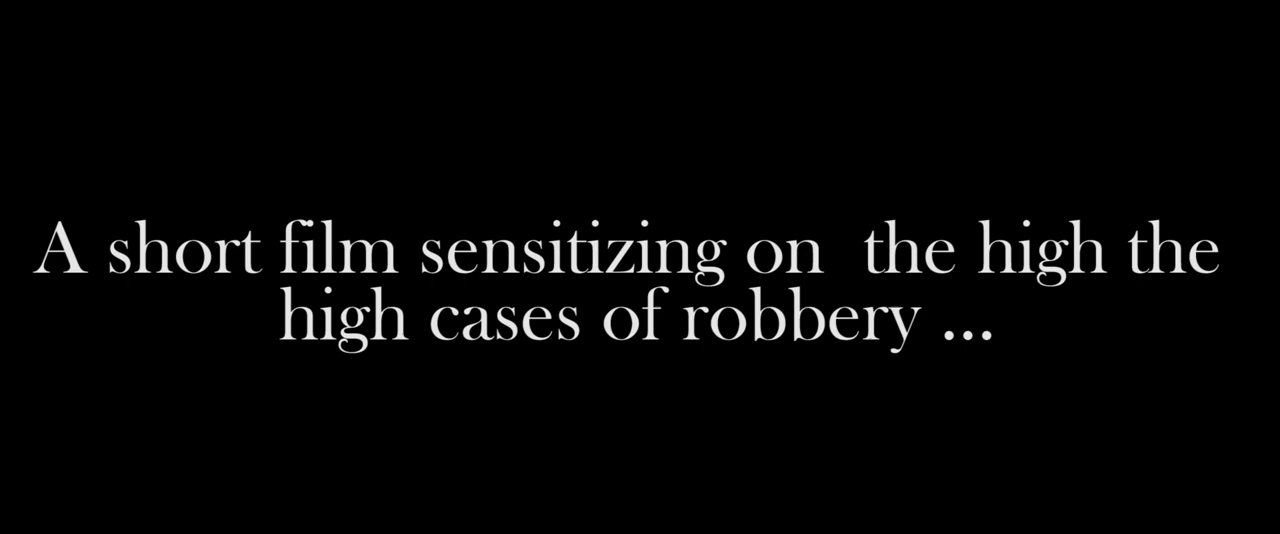 A short film sensitizing on  the high the
high cases of robbery ...